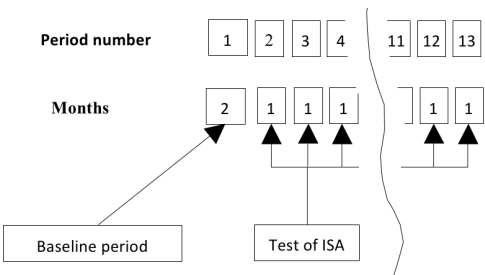 Period number 1 2 3 4 11 12 13
Months 2 1 1 1 1 1
Baseline period Test of ISA